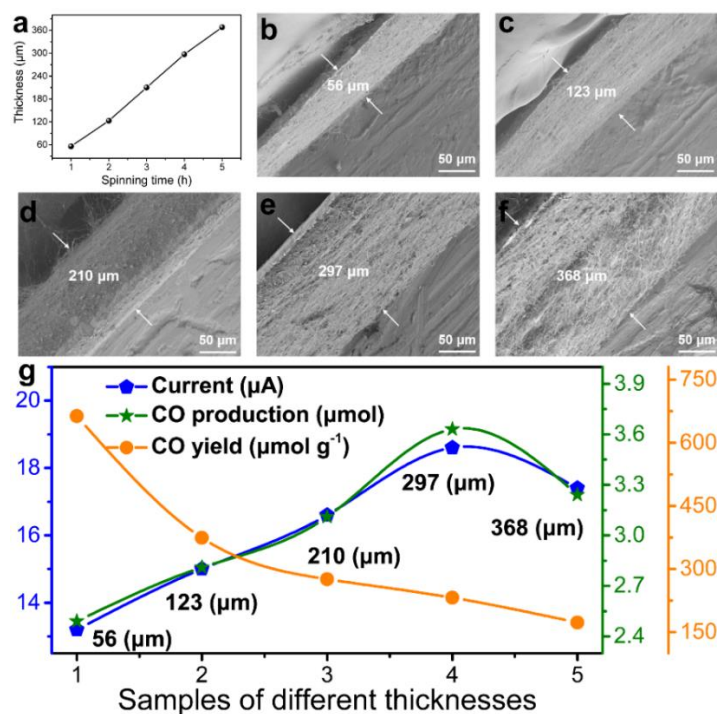 a
Thickness (μm)
360
300
240
180
120
60
1 2 3 4 5
Spinning time (h)
b
56 μm
50 μm
c
123 μm
50 μm
d
210 μm
50 μm
e
297 μm
50 μm
f
368 μm
50 μm
g
Current (μA)
CO production (μmol)
CO yield (μmol g⁻¹)
20
18
16
15
13
3.9
3.6
3.3
3.0
2.7
2.4
750
600
450
300
150
56 (μm)
123 (μm)
210 (μm)
297 (μm)
368 (μm)
1 2 3 4 5
Samples of different thicknesses